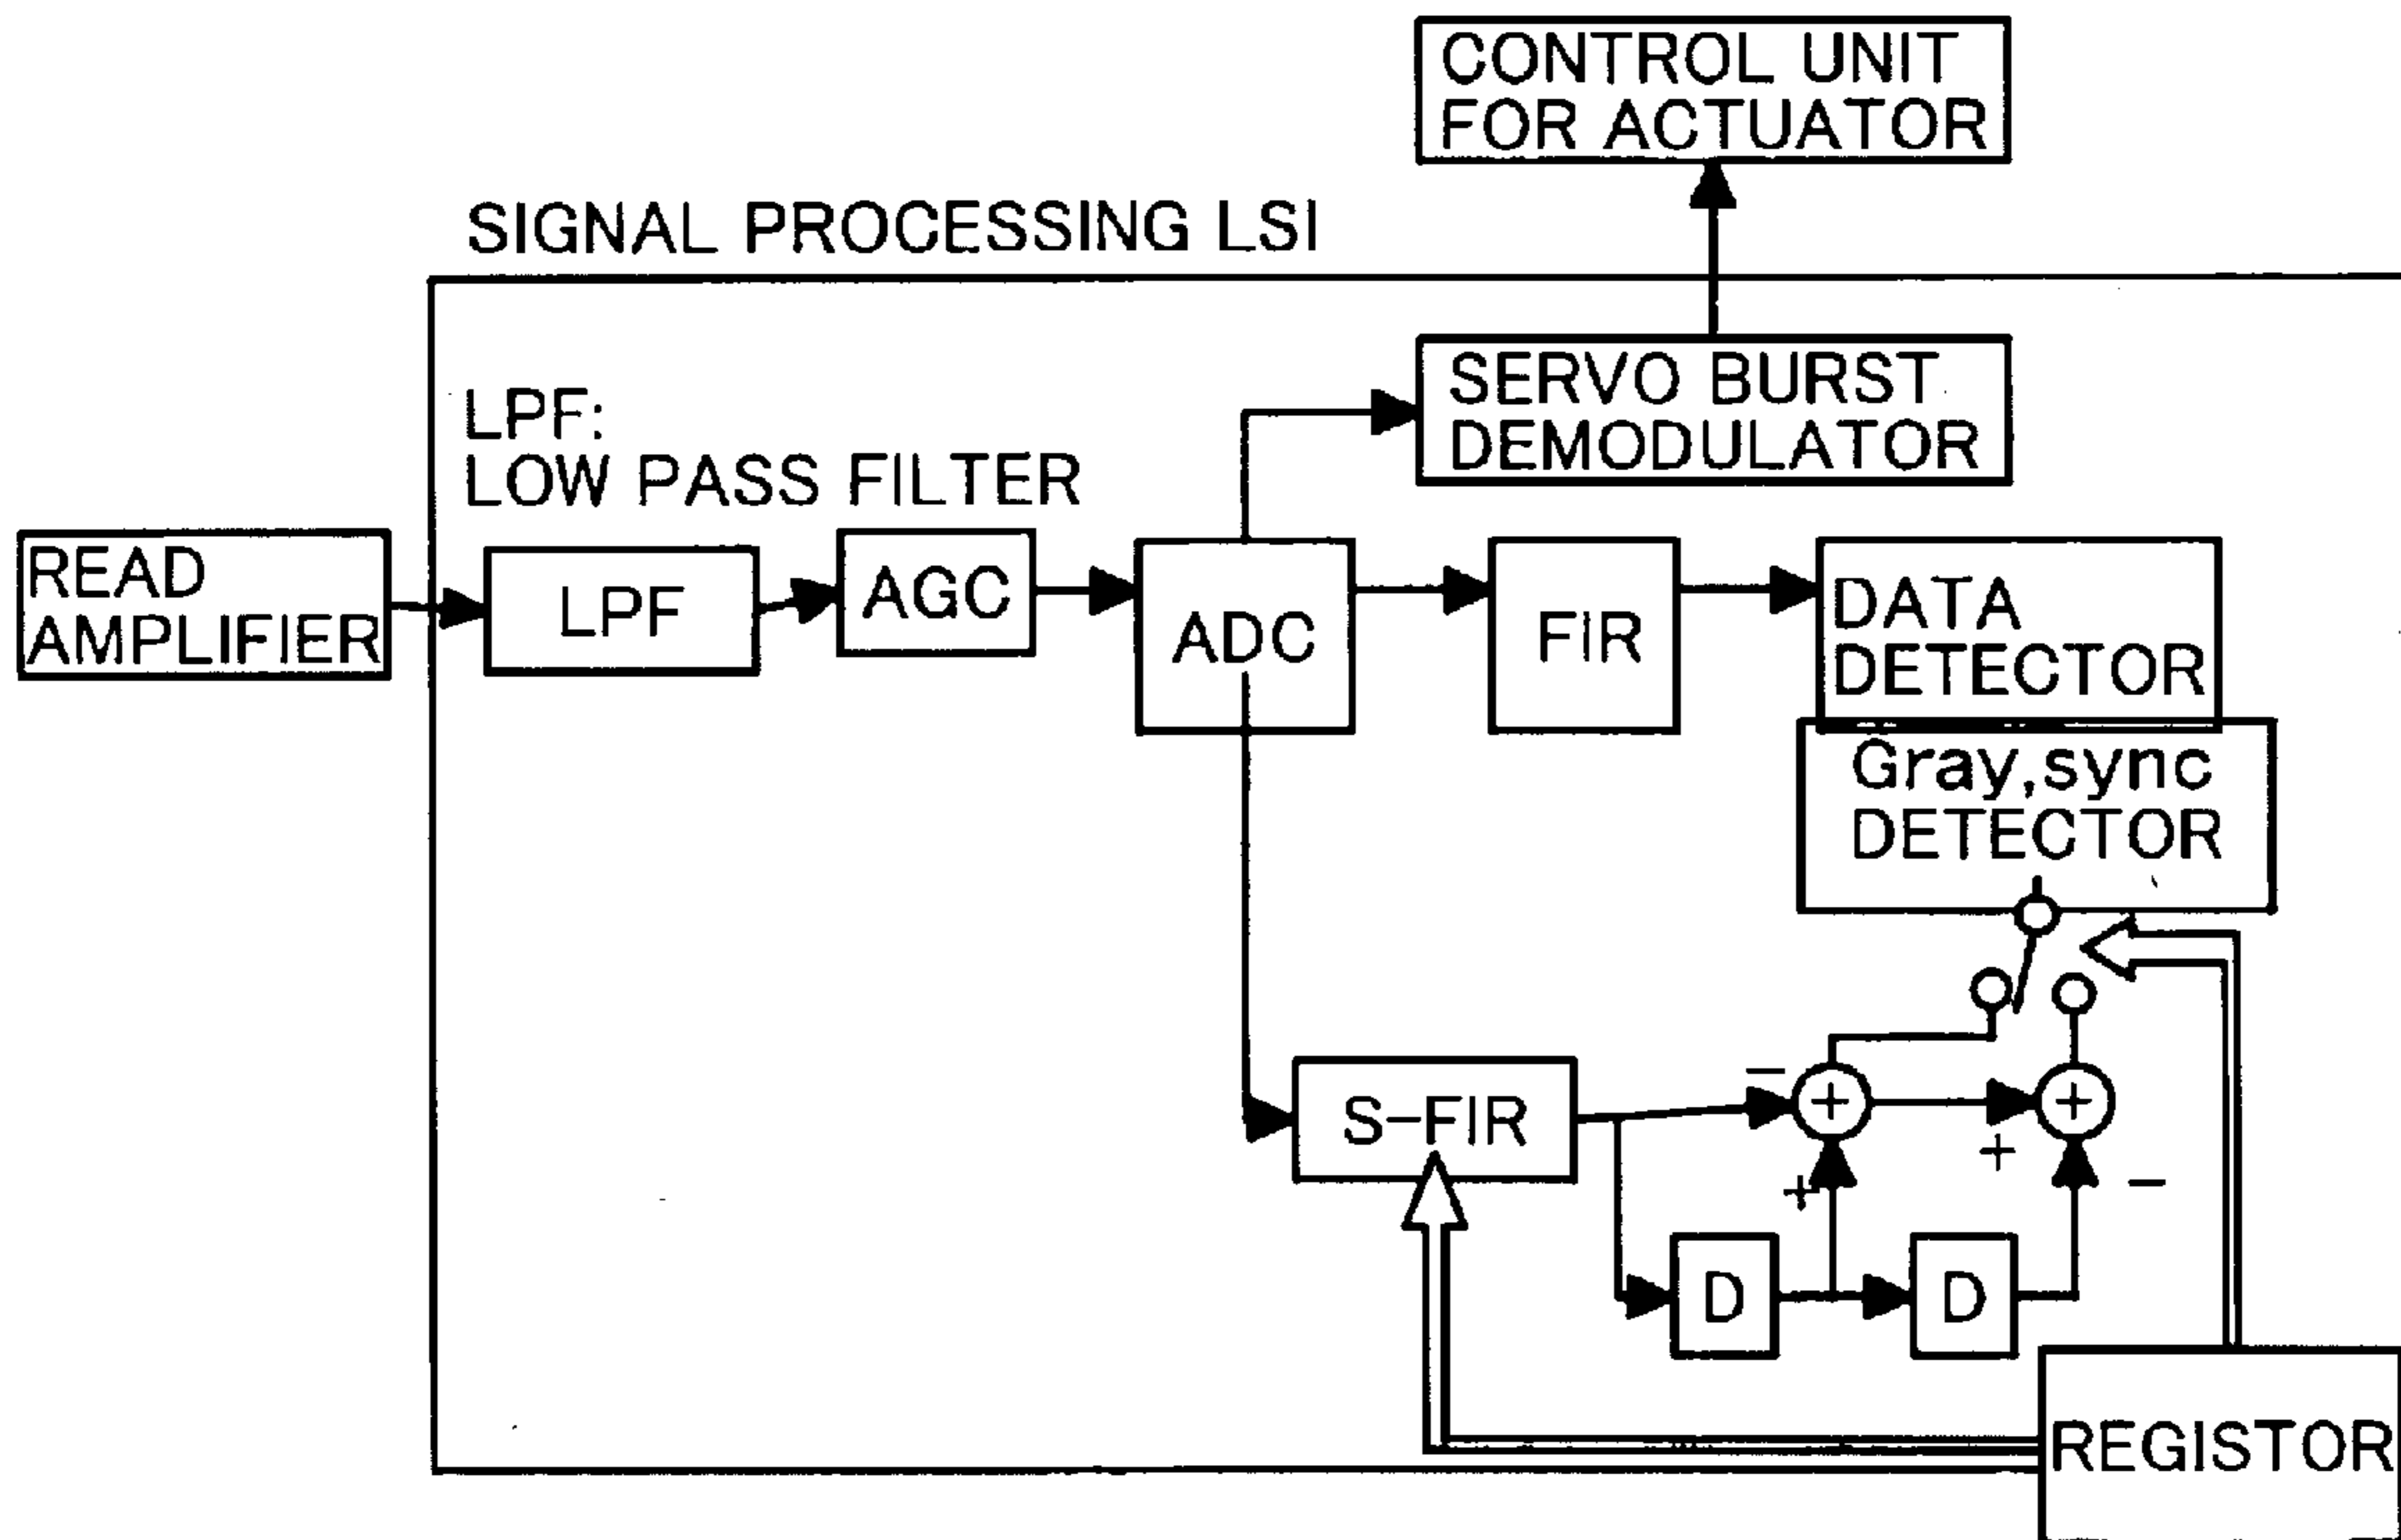 CONTROL UNIT
FOR ACTUATOR
SIGNAL PROCESSING LSI
SERVO BURST
DEMODULATOR
LPF:
LOW PASS FILTER
READ
AMPLIFIER
LPF
AGC
ADC
FIR
DATA
DETECTOR
Gray,sync
DETECTOR
S-FIR
−
+
+
+
+
−
D
D
REGISTOR